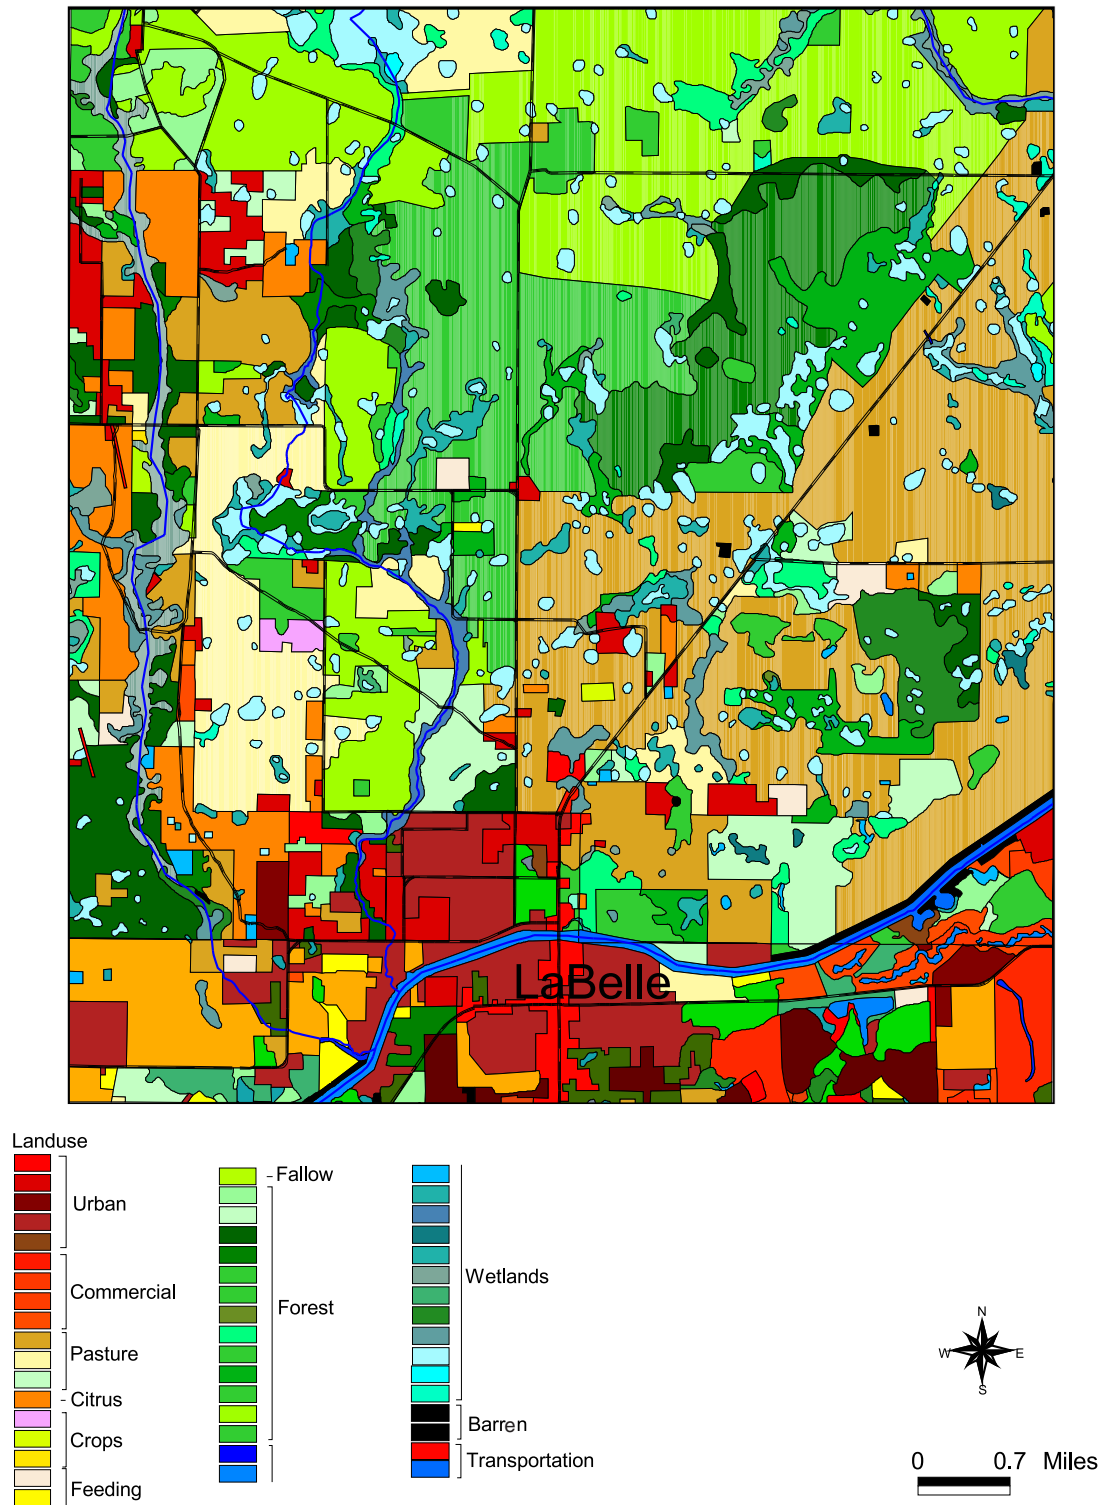 LaBelle
Landuse
Urban
Commercial
Pasture
Citrus
Crops
Feeding
Fallow
Forest
Wetlands
Barren
Transportation
N
W E
S
0 0.7 Miles